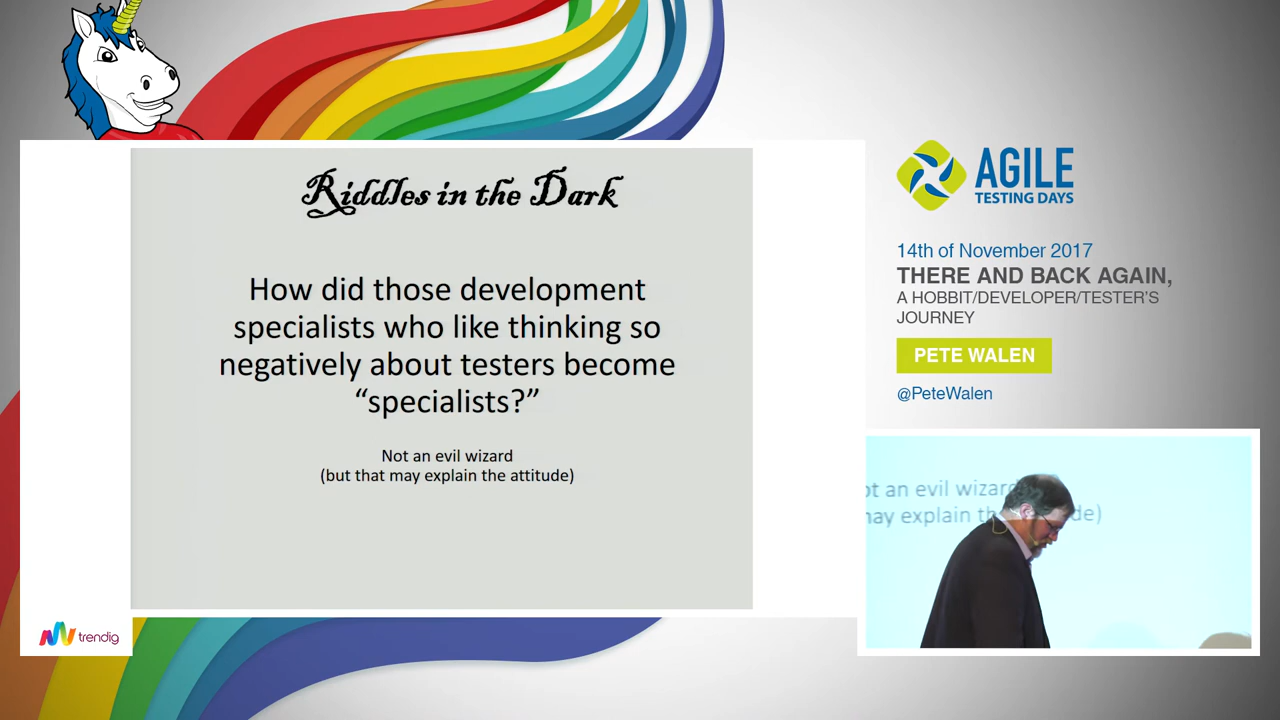 Riddles in the Dark
How did those development
specialists who like thinking so
negatively about testers become
“specialists?”
Not an evil wizard
(but that may explain the attitude)
trendig
AGILE
TESTING DAYS
14th of November 2017
THERE AND BACK AGAIN,
A HOBBIT/DEVELOPER/TESTER'S
JOURNEY
PETE WALEN
@PeteWalen
ot an evil wizar
may explain th de)